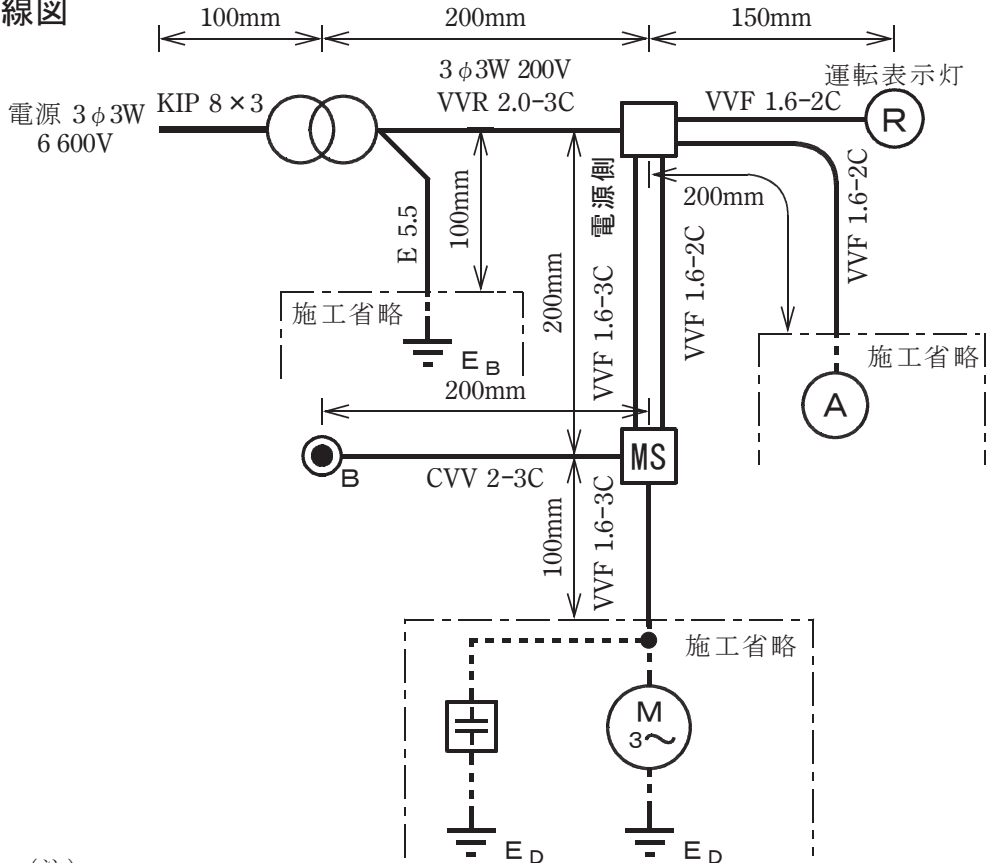 線図
100mm
200mm
150mm
電源 3φ3W
6 600V
KIP 8×3
3φ3W 200V
VVR 2.0-3C
VVF 1.6-2C
運転表示灯
R
E 5.5
100mm
200mm
電源側
VVF 1.6-3C
VVF 1.6-2C
200mm
VVF 1.6-2C
施工省略
EB
施工省略
A
200mm
B
CVV 2-3C
MS
100mm
VVF 1.6-3C
施工省略
M
3~
ED
ED